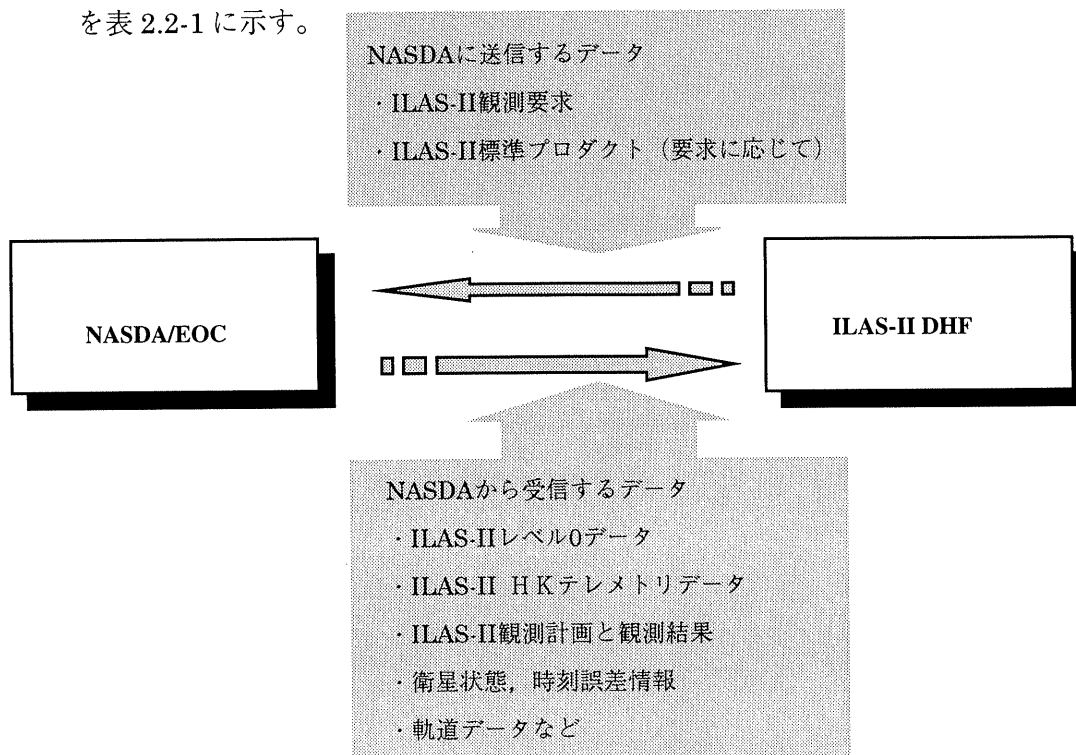 を表 2.2-1 に示す。
NASDAに送信するデータ
・ILAS-II観測要求
・ILAS-II標準プロダクト（要求に応じて）
NASDA/EOC
ILAS-II DHF
NASDAから受信するデータ
・ILAS-IIレベル0データ
・ILAS-II ＨＫテレメトリデータ
・ILAS-II観測計画と観測結果
・衛星状態，時刻誤差情報
・軌道データなど